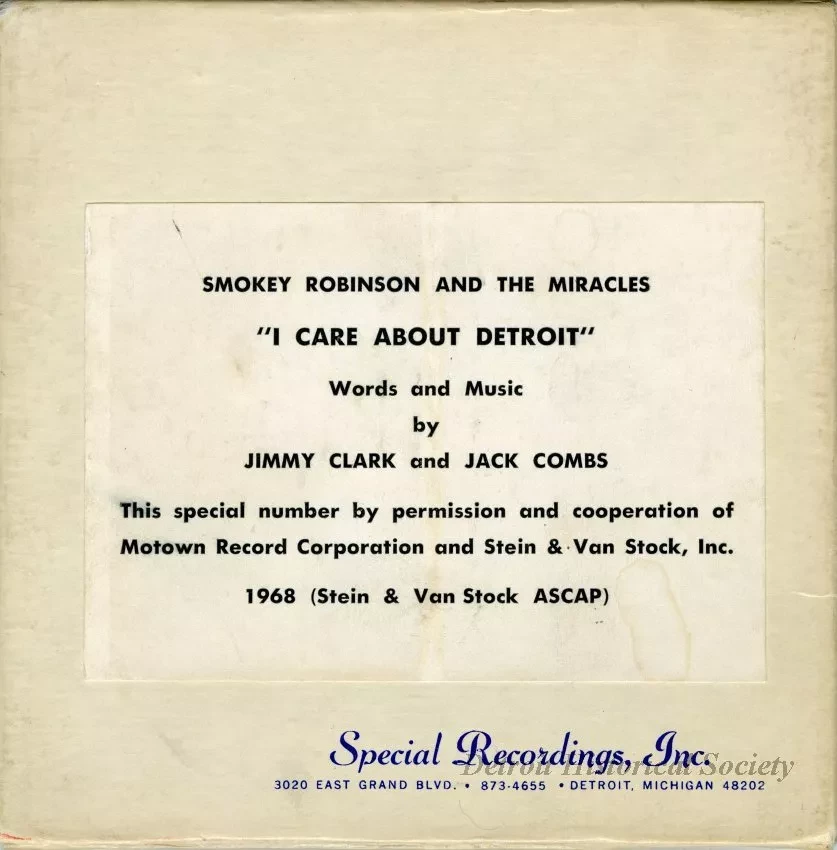 SMOKEY ROBINSON AND THE MIRACLES
"I CARE ABOUT DETROIT"
Words and Music
by
JIMMY CLARK and JACK COMBS
This special number by permission and cooperation of
Motown Record Corporation and Stein & Van Stock, Inc.
1968 (Stein & Van Stock ASCAP)
Special Recordings, Inc.
Detroit Historical Society
3020 EAST GRAND BLVD. • 873-4655 • DETROIT, MICHIGAN 48202